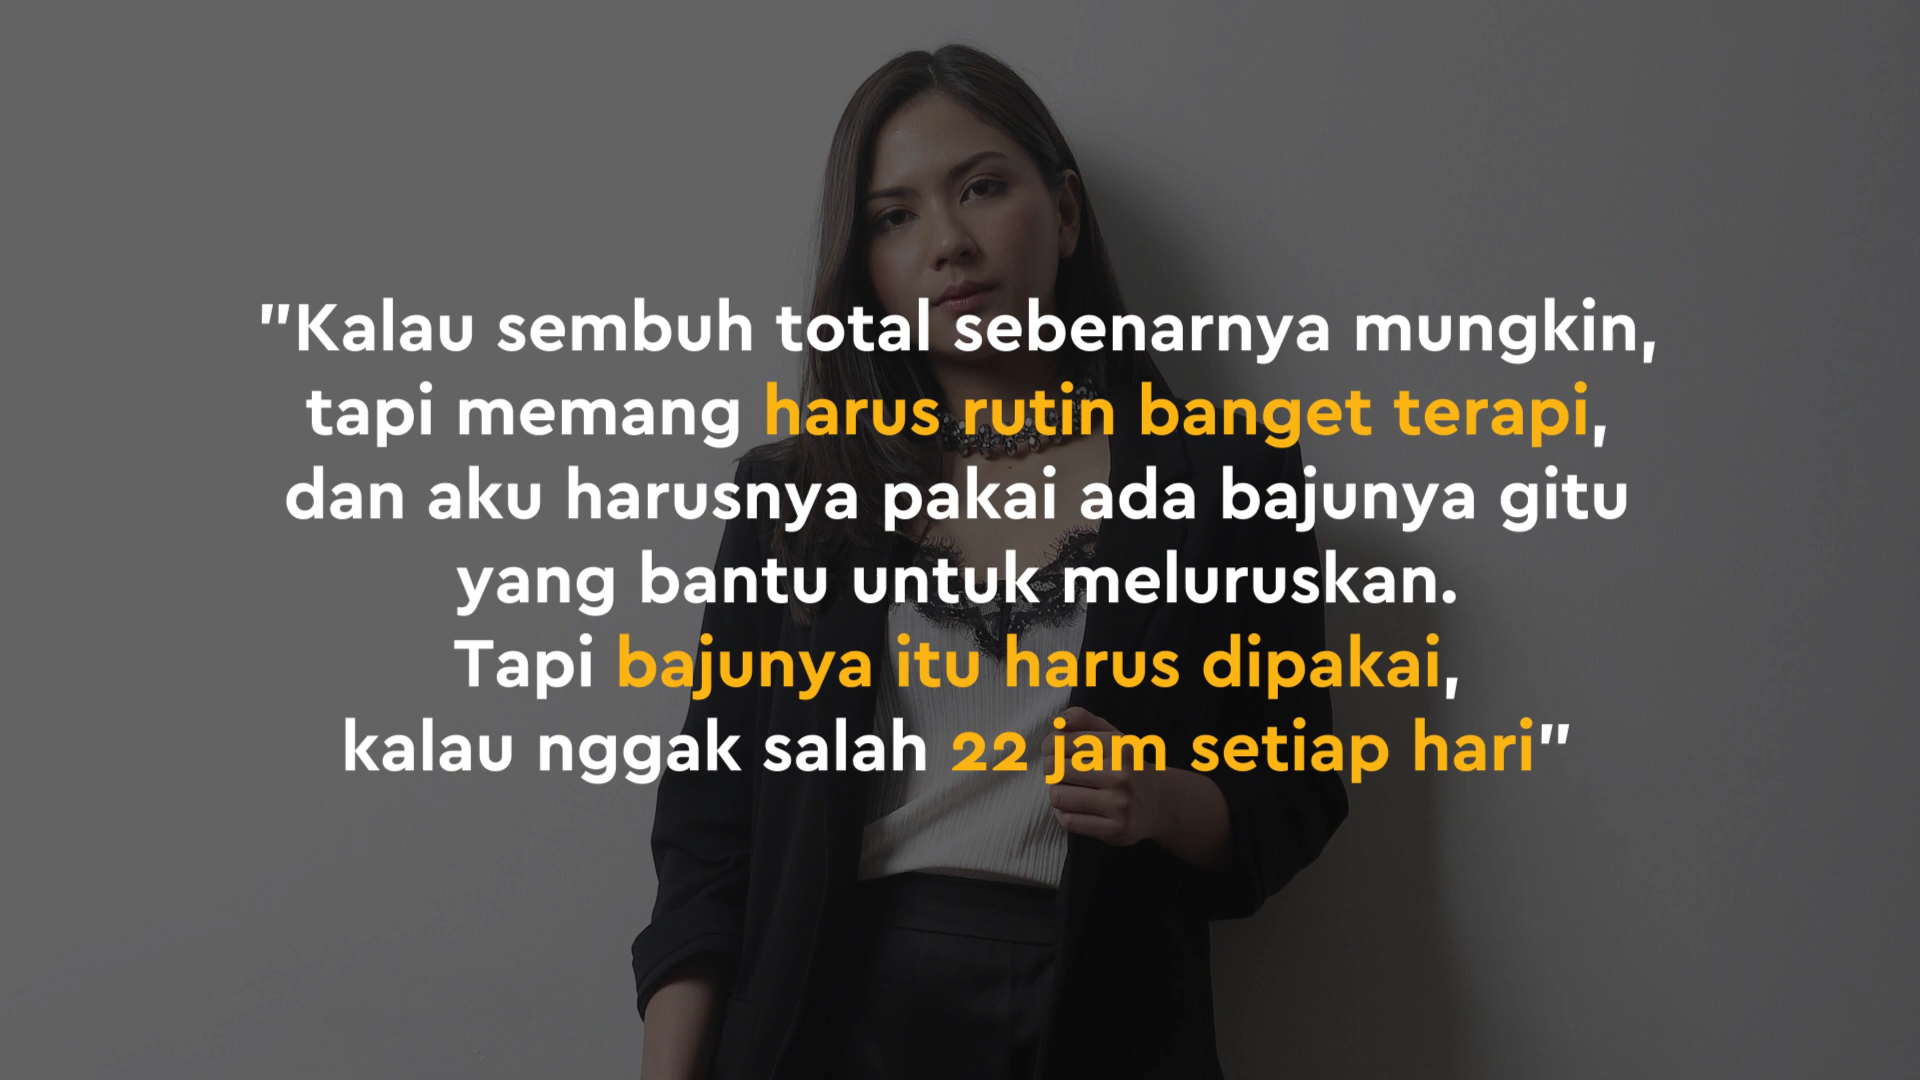 "Kalau sembuh total sebenarnya mungkin,
tapi memang harus rutin banget terapi,
dan aku harusnya pakai ada bajunya gitu
yang bantu untuk meluruskan.
Tapi bajunya itu harus dipakai,
kalau nggak salah 22 jam setiap hari"